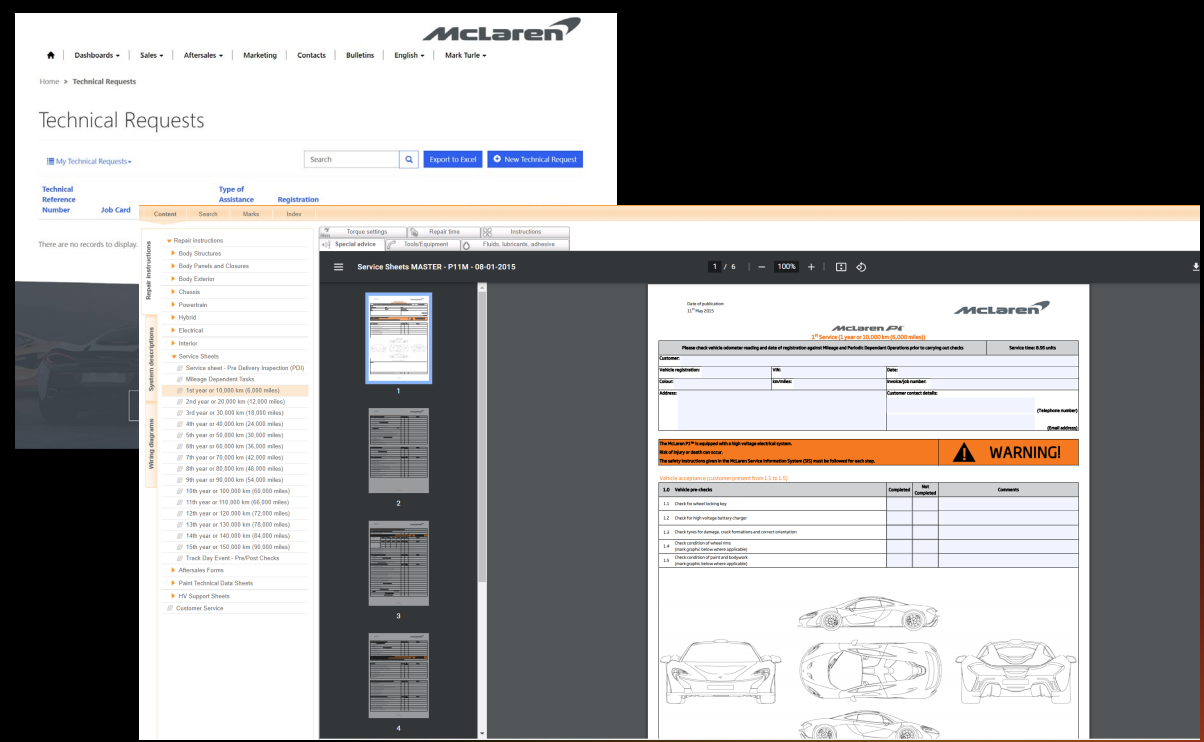 McLaren
Dashboards
Sales
Aftersales
Marketing
Contacts
Bulletins
English
Mark Turle
Home > Technical Requests
Technical Requests
My Technical Requests
Search
Export to Excel
New Technical Request
Technical Reference Number
Job Card
Type of Assistance
Registration
There are no records to display.
Content
Search
Marks
Index
Repair instructions
System descriptions
Wiring diagrams
Repair instructions
Body Structures
Body Panels and Closures
Body Exterior
Chassis
Powertrain
Hybrid
Electrical
Interior
Service Sheets
Service sheet - Pre Delivery Inspection (PDI)
Mileage Dependent Tasks
1st year or 10,000 km (6,000 miles)
2nd year or 20,000 km (12,000 miles)
3rd year or 30,000 km (18,000 miles)
4th year or 40,000 km (24,000 miles)
5th year or 50,000 km (30,000 miles)
6th year or 60,000 km (36,000 miles)
7th year or 70,000 km (42,000 miles)
8th year or 80,000 km (48,000 miles)
9th year or 90,000 km (54,000 miles)
10th year or 100,000 km (60,000 miles)
11th year or 110,000 km (66,000 miles)
12th year or 120,000 km (72,000 miles)
13th year or 130,000 km (78,000 miles)
14th year or 140,000 km (84,000 miles)
15th year or 150,000 km (90,000 miles)
Track Day Event - Pre/Post Checks
Aftersales Forms
Paint Technical Data Sheets
HV Support Sheets
Customer Service
Torque settings
Repair time
Instructions
Special advice
Tools/Equipment
Fluids, lubricants, adhesive
Service Sheets MASTER - P11M - 08-01-2015
1 / 6
100%
1
2
3
4
Date of publication
11th May 2015
McLaren
McLaren P1™
1st Service (1 year or 10,000 km (6,000 miles))
Please check vehicle odometer reading and date of registration against Mileage and Periodic Dependant Operations prior to carrying out checks
Service time: 8.95 units
Customer:
Vehicle registration:
VIN:
Date:
Colour:
km/miles:
Invoice/job number:
Address:
Customer contact details:
(Telephone number)
(Email address)
The McLaren P1™ is equipped with a high voltage electrical system.
Risk of injury or death can occur.
The safety instructions given in the McLaren Service Information System (SIS) must be followed for each step.
WARNING!
Vehicle acceptance (customer present from 1.1 to 1.5)
1.0 Vehicle pre-checks
Completed
Not Completed
Comments
1.1 Check for wheel locking key
1.2 Check for high voltage battery charger
1.3 Check tyres for damage, crack formations and correct orientation
1.4 Check condition of wheel rims
(mark graphic below where applicable)
1.5 Check condition of paint and bodywork
(mark graphic below where applicable)